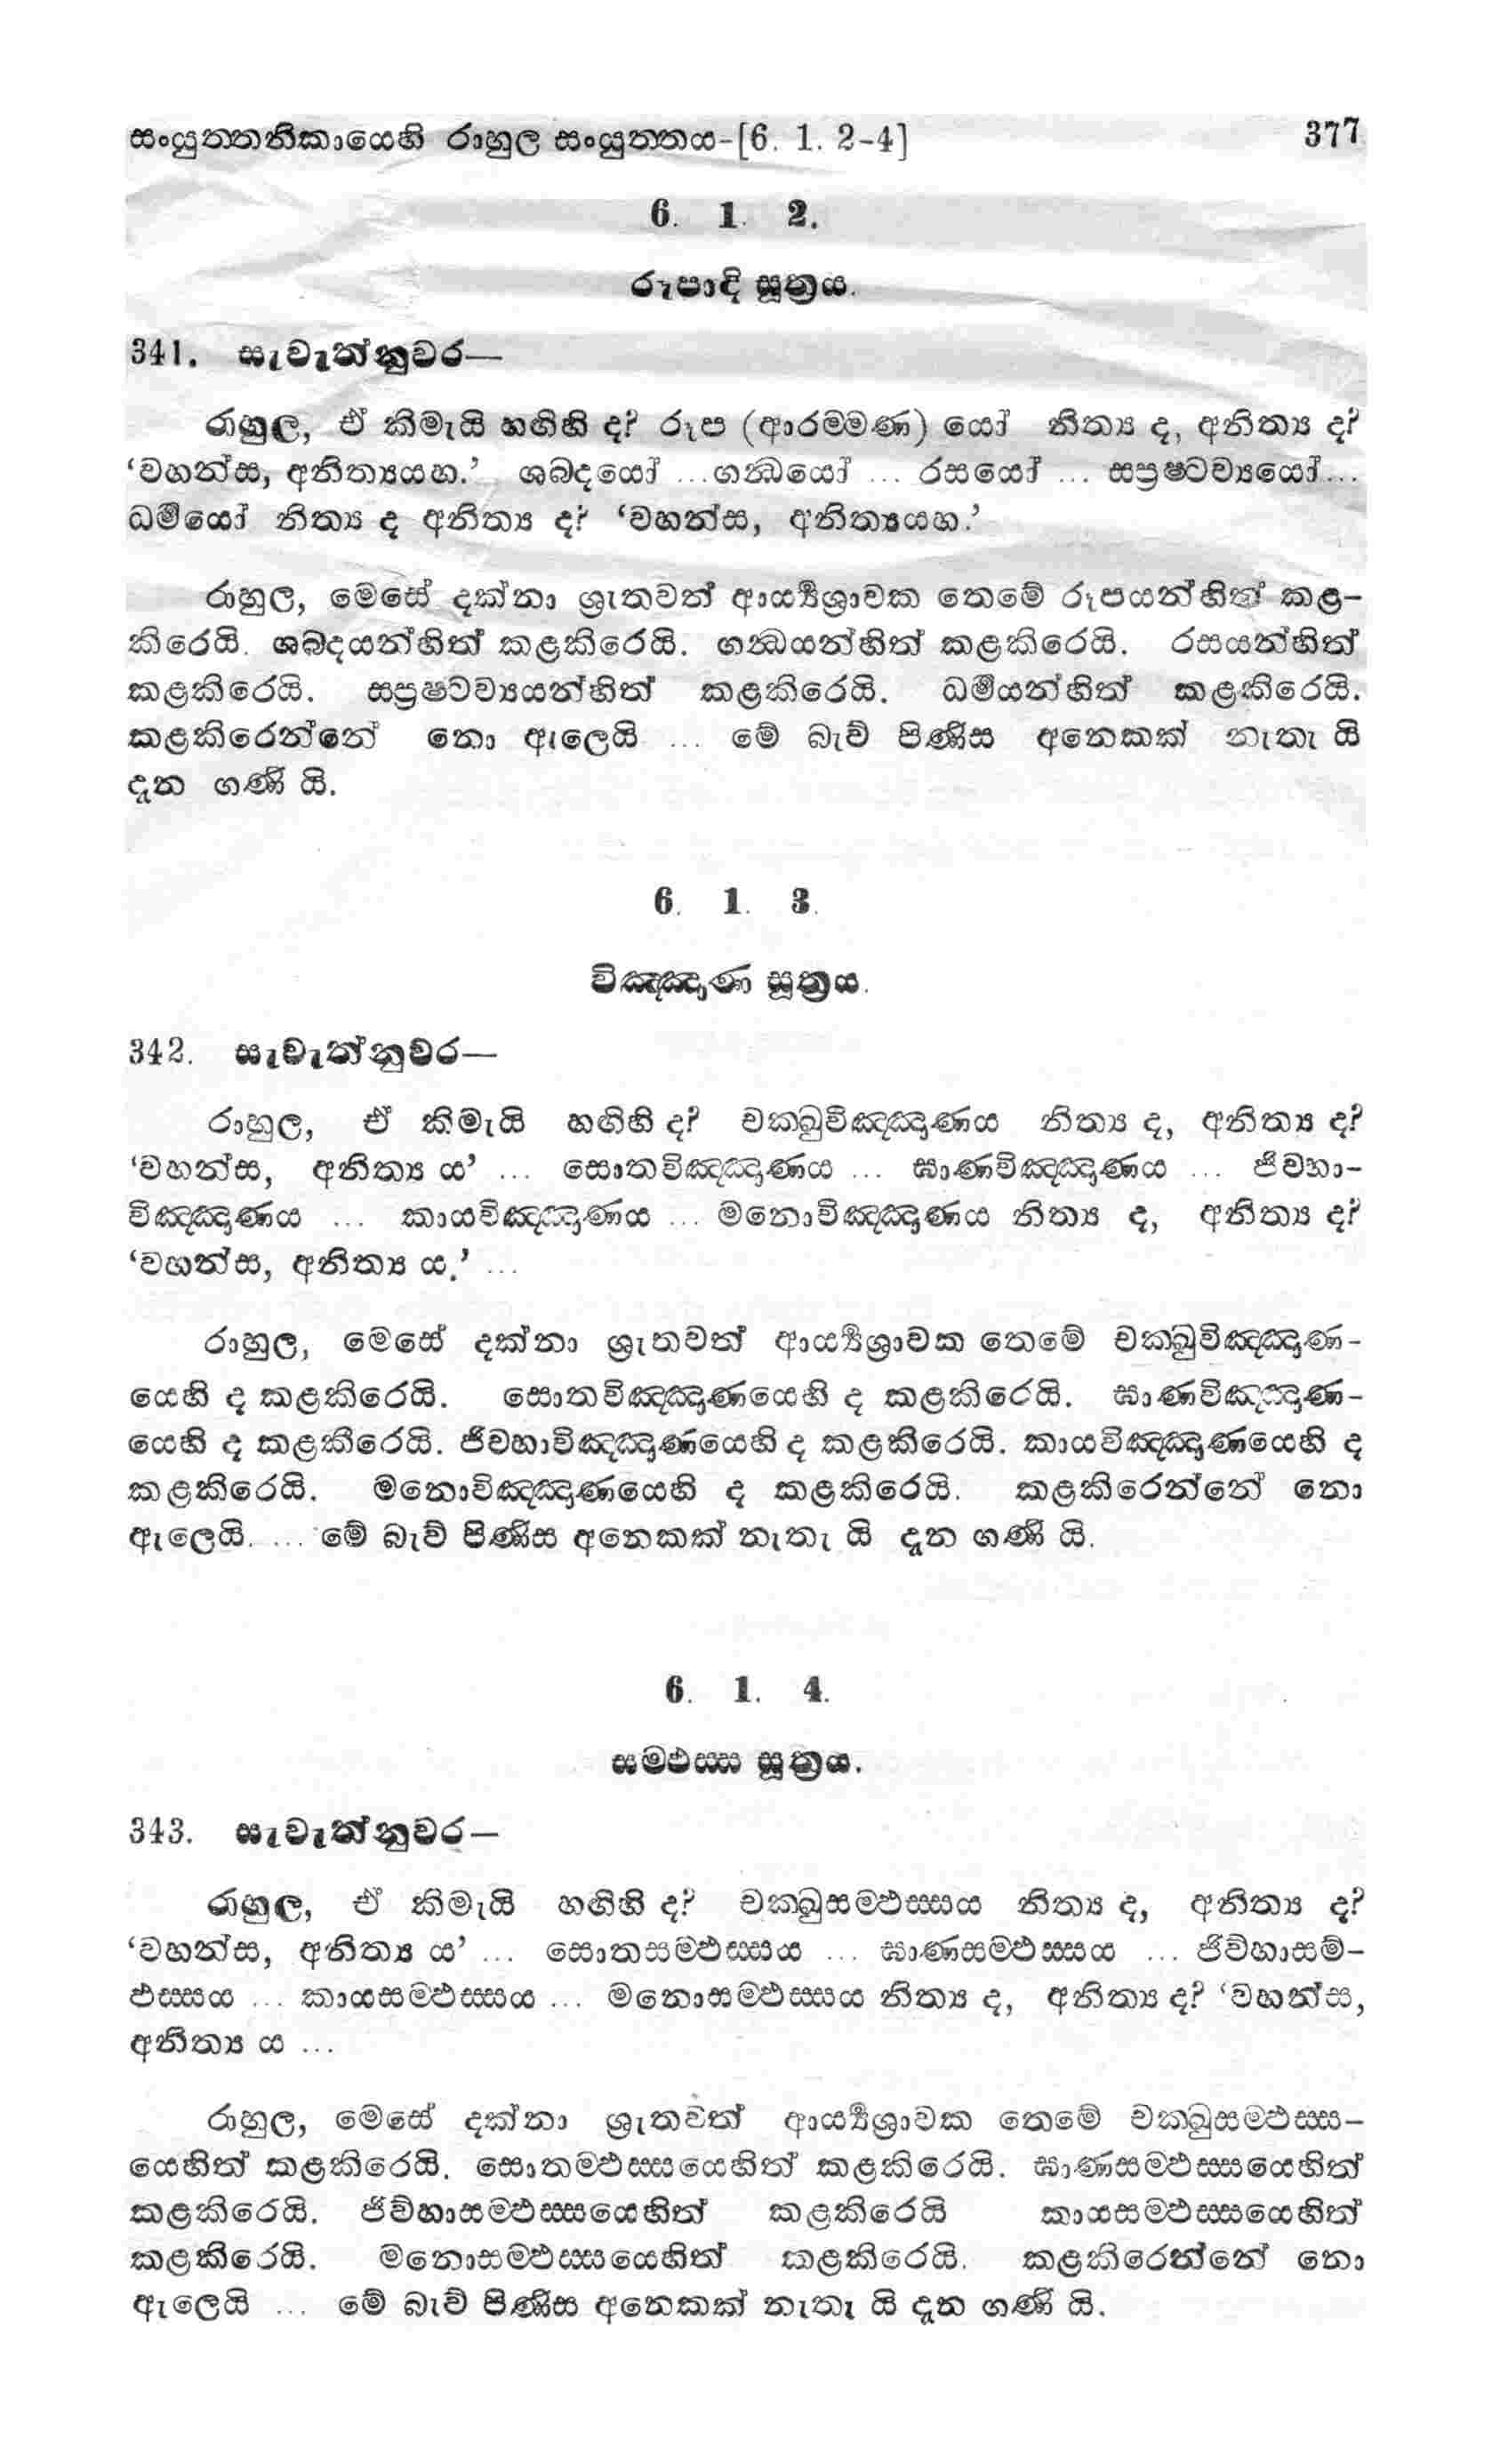 සංයුත්තනිකායෙහි රාහුල සංයුත්තය-[6. 1. 2-4] 377
6. 1. 2.
රූපාදි සූත්‍රය.
341. සැවැත්නුවර—
රාහුල, ඒ කිමැයි හඟිහි ද? රූප (ආරම්මණ) යෝ නිත්‍ය ද, අනිත්‍ය ද?
‘වහන්ස, අනිත්‍යයහ.’ ශබ්දයෝ ...ගන්ධයෝ ... රසයෝ ... ස්ප්‍රෂ්ටව්‍යයෝ...
ධර්මයෝ නිත්‍ය ද අනිත්‍ය ද? ‘වහන්ස, අනිත්‍යයහ.’
රාහුල, මෙසේ දක්නා ශ්‍රුතවත් ආර්‍ය්‍යශ්‍රාවක තෙමේ රූපයන්හිත් කළ-
කිරෙයි. ශබ්දයන්හිත් කළකිරෙයි. ගන්ධයන්හිත් කළකිරෙයි. රසයන්හිත්
කළකිරෙයි. ස්ප්‍රෂ්ටව්‍යයන්හිත් කළකිරෙයි. ධර්මයන්හිත් කළකිරෙයි.
කළකිරෙන්නේ නො ඇලෙයි ... මේ බැව් පිණිස අනෙකක් නැතැ යි
දැන ගණී යි.
6. 1. 3.
විඤ්ඤාණ සූත්‍රය.
342. සැවැත්නුවර—
රාහුල, ඒ කිමැයි හඟිහි ද? චක්ඛුවිඤ්ඤාණය නිත්‍ය ද, අනිත්‍ය ද?
‘වහන්ස, අනිත්‍ය ය’ ... සොතවිඤ්ඤාණය ... ඝාණවිඤ්ඤාණය ... ජිව්හා-
විඤ්ඤාණය ... කායවිඤ්ඤාණය ... මනොවිඤ්ඤාණය නිත්‍ය ද, අනිත්‍ය ද?
‘වහන්ස, අනිත්‍ය ය.’ ...
රාහුල, මෙසේ දක්නා ශ්‍රුතවත් ආර්‍ය්‍යශ්‍රාවක තෙමේ චක්ඛුවිඤ්ඤාණ-
යෙහි ද කළකිරෙයි. සොතවිඤ්ඤාණයෙහි ද කළකිරෙයි. ඝාණවිඤ්ඤාණ-
යෙහි ද කළකිරෙයි. ජිව්හාවිඤ්ඤාණයෙහි ද කළකිරෙයි. කායවිඤ්ඤාණයෙහි ද
කළකිරෙයි. මනොවිඤ්ඤාණයෙහි ද කළකිරෙයි. කළකිරෙන්නේ නො
ඇලෙයි. ... මේ බැව් පිණිස අනෙකක් නැතැ යි දැන ගණී යි.
6. 1. 4.
සම්ඵස්ස සූත්‍රය.
343. සැවැත්නුවර—
රාහුල, ඒ කිමැයි හඟිහි ද? චක්ඛුසම්ඵස්සය නිත්‍ය ද, අනිත්‍ය ද?
‘වහන්ස, අනිත්‍ය ය’ ... සොතසම්ඵස්සය ... ඝාණසම්ඵස්සය ... ජිව්හාසම්-
ඵස්සය ... කායසම්ඵස්සය ... මනොසම්ඵස්සය නිත්‍ය ද, අනිත්‍ය ද? ‘වහන්ස,
අනිත්‍ය ය ...
රාහුල, මෙසේ දක්නා ශ්‍රුතවත් ආර්‍ය්‍යශ්‍රාවක තෙමේ චක්ඛුසම්ඵස්ස-
යෙහිත් කළකිරෙයි. සොතම්ඵස්සයෙහිත් කළකිරෙයි. ඝාණසම්ඵස්සයෙහිත්
කළකිරෙයි. ජිව්හාසම්ඵස්සයෙහිත් කළකිරෙයි කායසම්ඵස්සයෙහිත්
කළකිරෙයි. මනොසම්ඵස්සයෙහිත් කළකිරෙයි. කළකිරෙන්නේ නො
ඇලෙයි ... මේ බැව් පිණිස අනෙකක් නැතැ යි දැන ගණී යි.